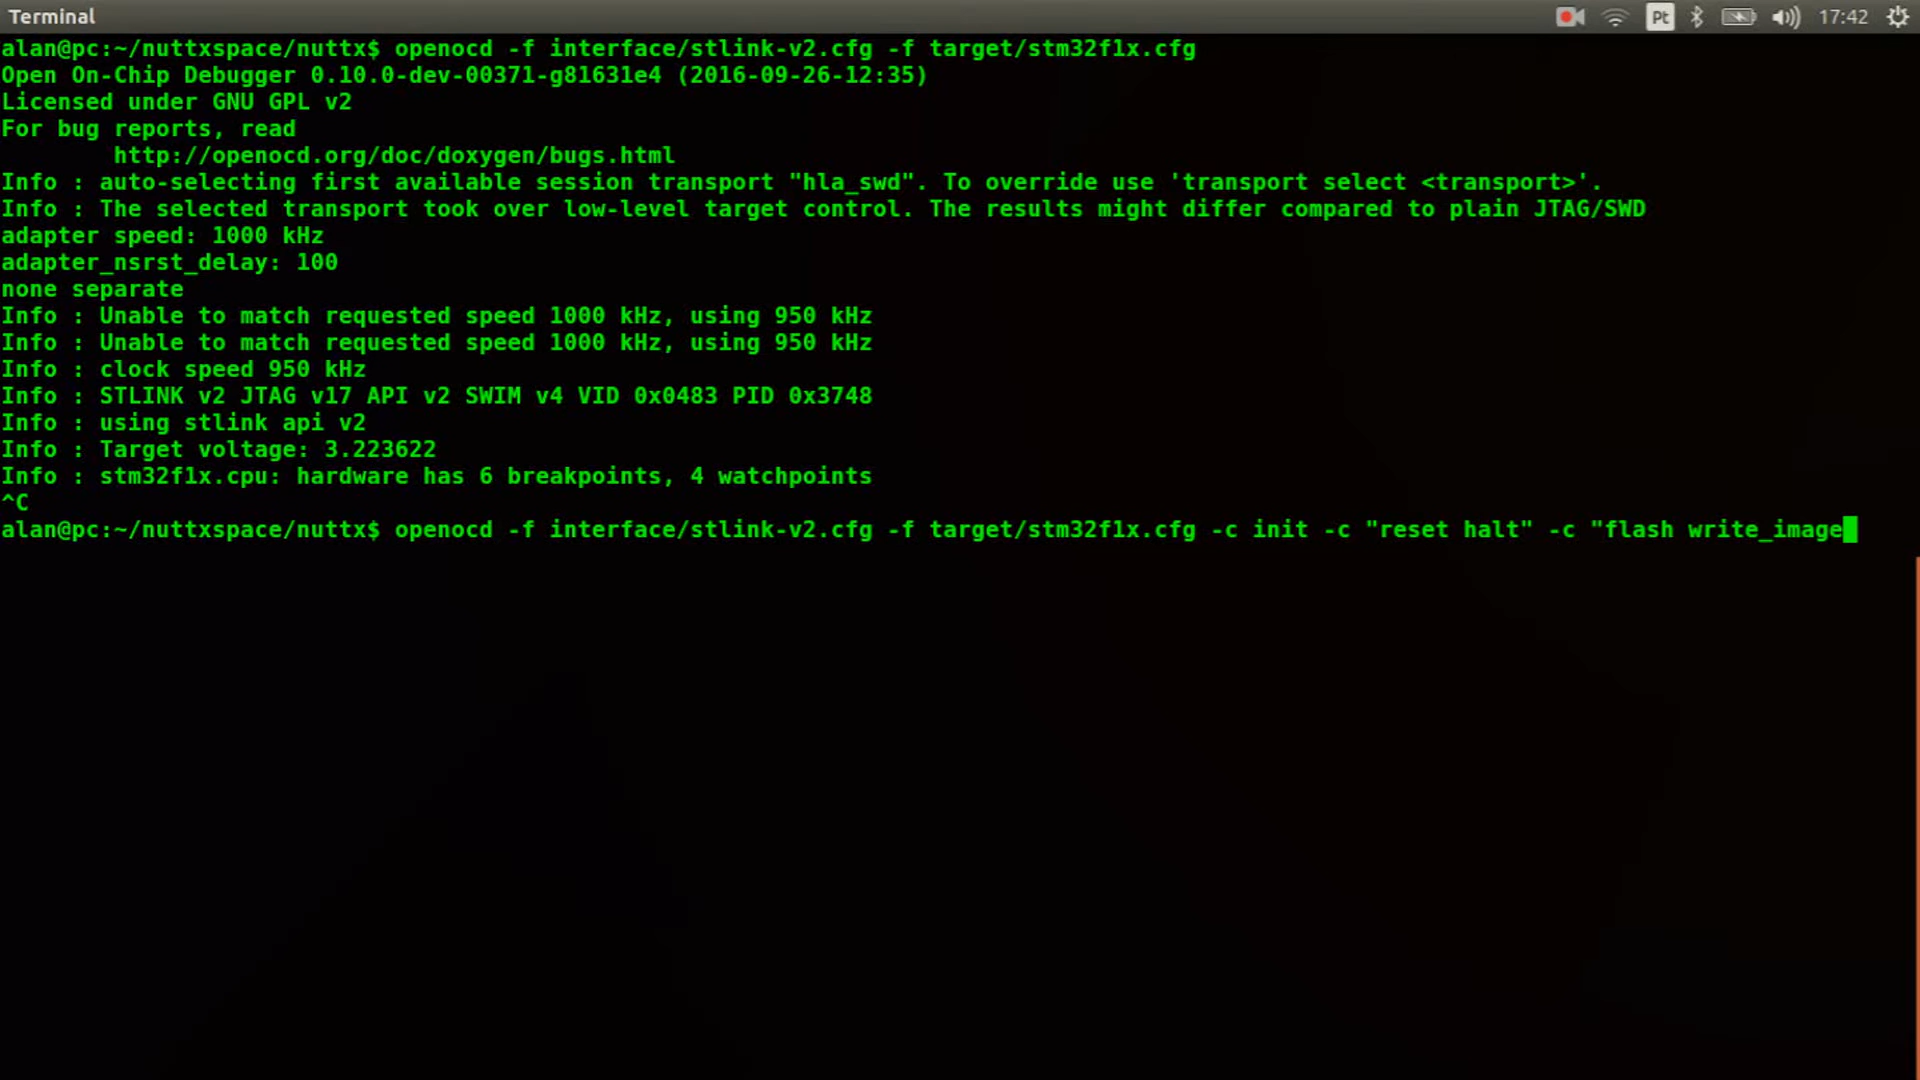 Terminal
Pt
17:42
alan@pc:~/nuttxspace/nuttx$ openocd -f interface/stlink-v2.cfg -f target/stm32f1x.cfg
Open On-Chip Debugger 0.10.0-dev-00371-g81631e4 (2016-09-26-12:35)
Licensed under GNU GPL v2
For bug reports, read
        http://openocd.org/doc/doxygen/bugs.html
Info : auto-selecting first available session transport "hla_swd". To override use 'transport select <transport>'.
Info : The selected transport took over low-level target control. The results might differ compared to plain JTAG/SWD
adapter speed: 1000 kHz
adapter_nsrst_delay: 100
none separate
Info : Unable to match requested speed 1000 kHz, using 950 kHz
Info : Unable to match requested speed 1000 kHz, using 950 kHz
Info : clock speed 950 kHz
Info : STLINK v2 JTAG v17 API v2 SWIM v4 VID 0x0483 PID 0x3748
Info : using stlink api v2
Info : Target voltage: 3.223622
Info : stm32f1x.cpu: hardware has 6 breakpoints, 4 watchpoints
^C
alan@pc:~/nuttxspace/nuttx$ openocd -f interface/stlink-v2.cfg -f target/stm32f1x.cfg -c init -c "reset halt" -c "flash write_image